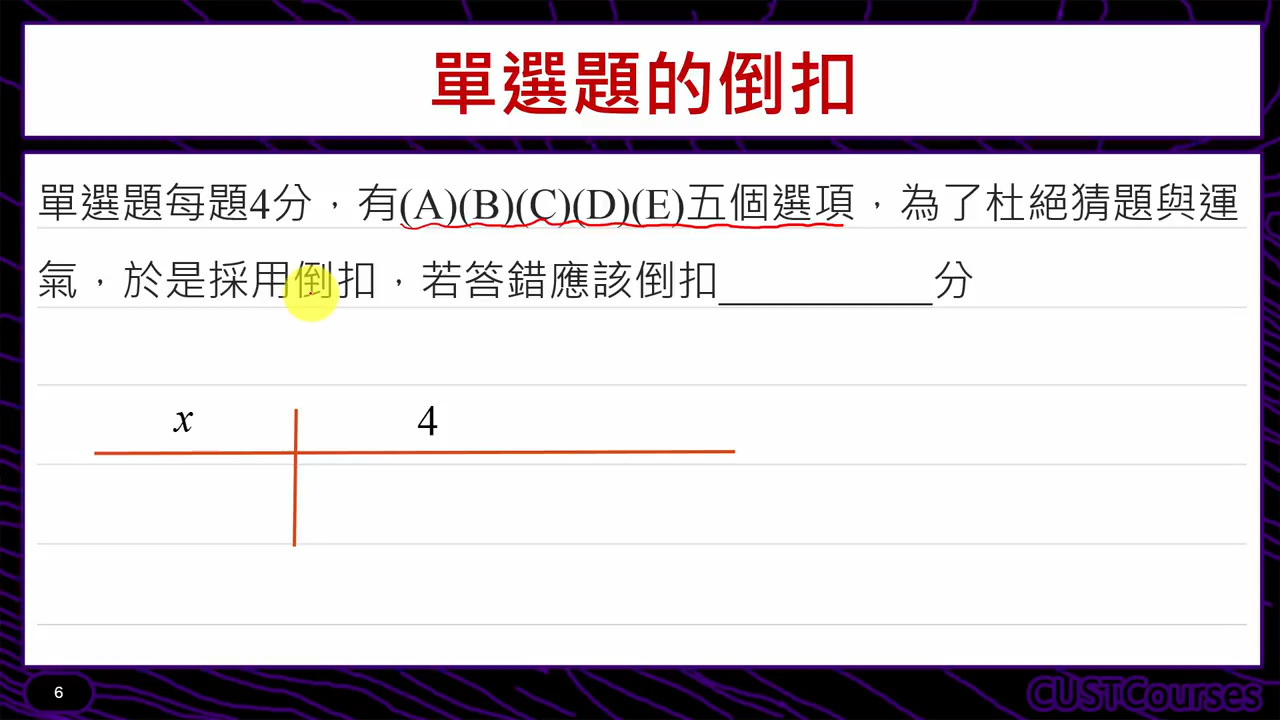 單選題的倒扣
單選題每題4分，有(A)(B)(C)(D)(E)五個選項，為了杜絕猜題與運
氣，於是採用倒扣，若答錯應該倒扣__________分
x 4
6
CUSTCourses